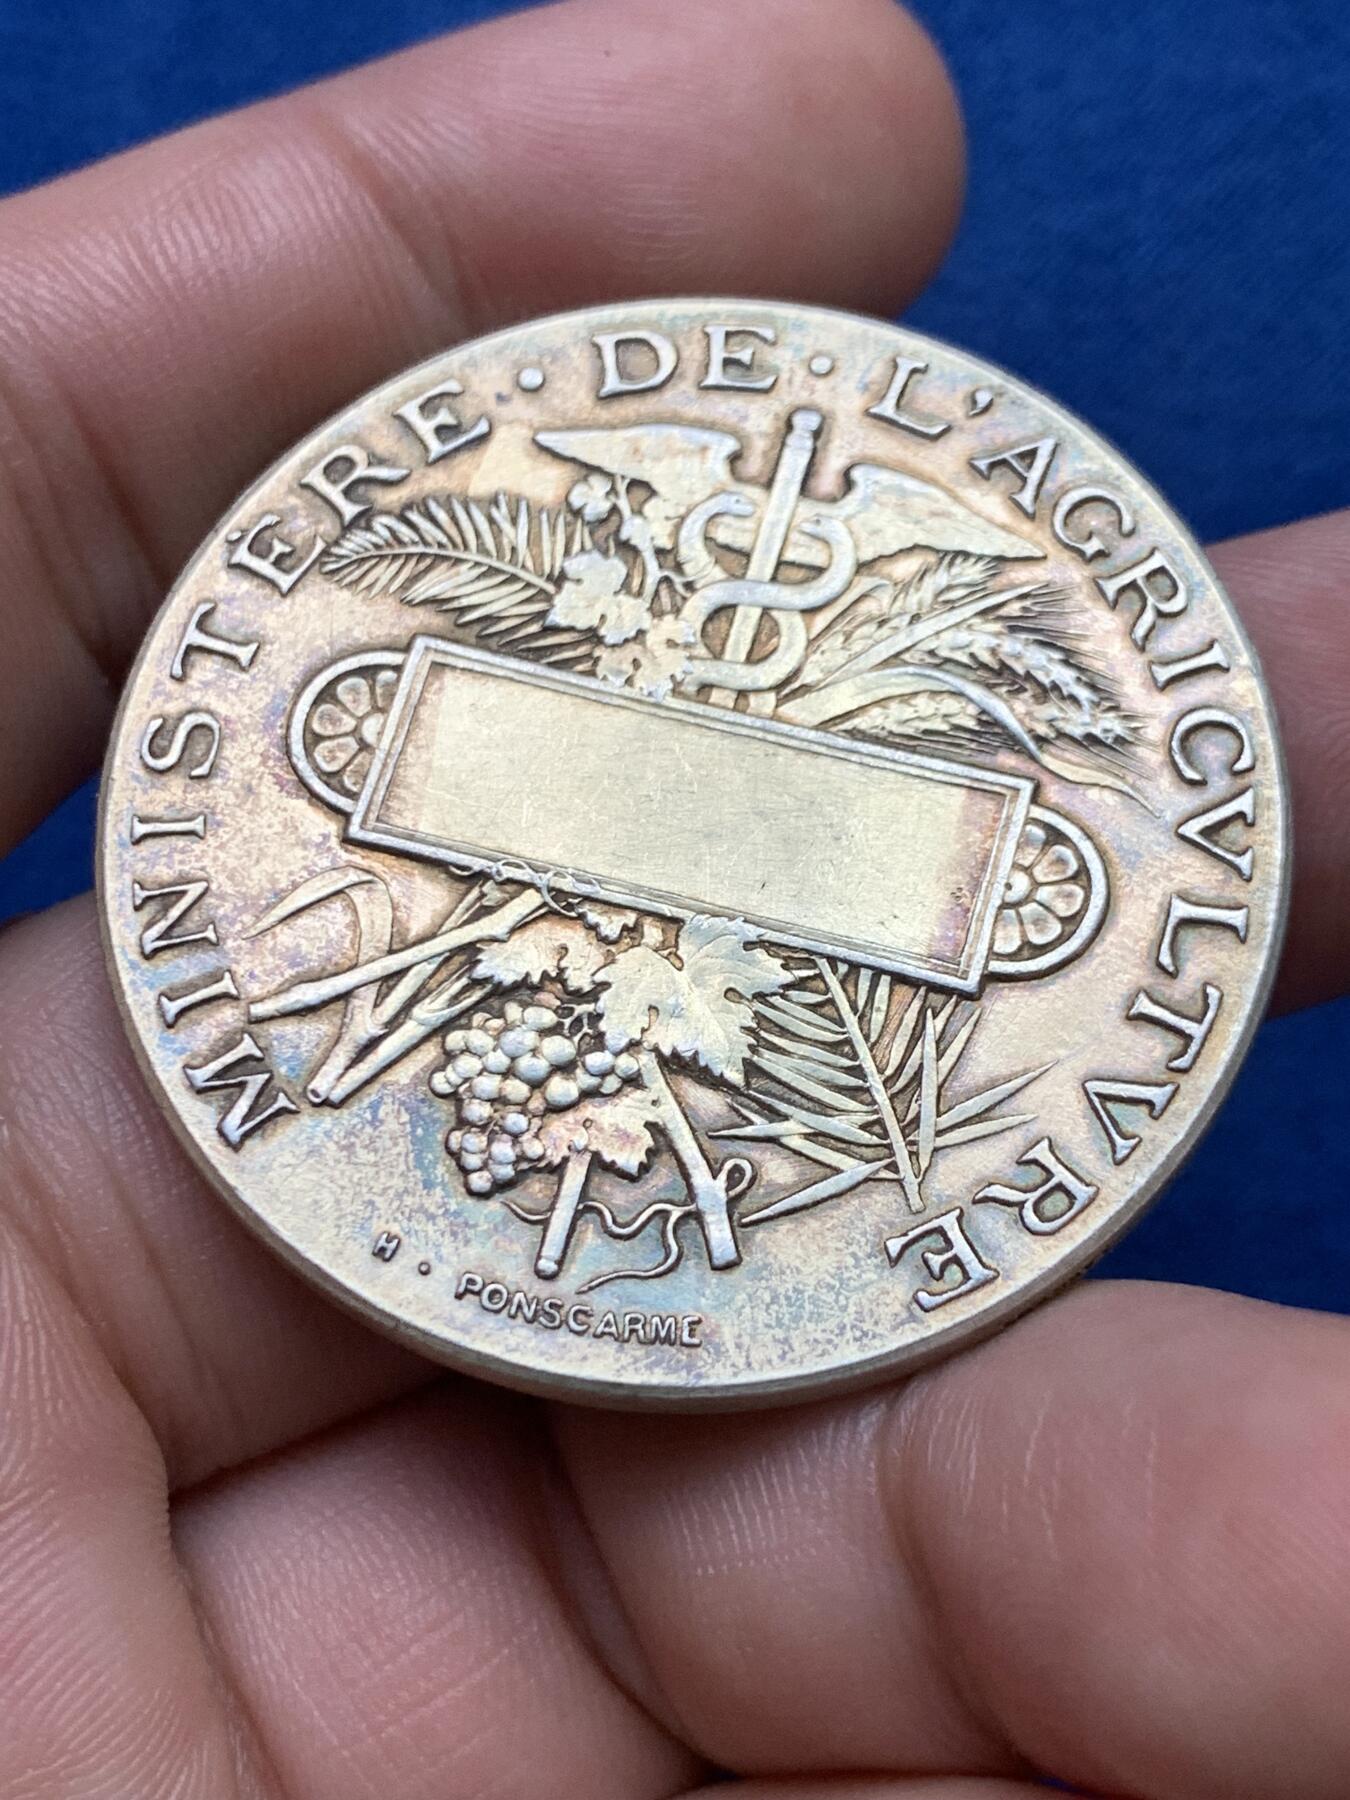 MINISTÈRE · DE · L'AGRICVLTVRE
H · PONSCARME